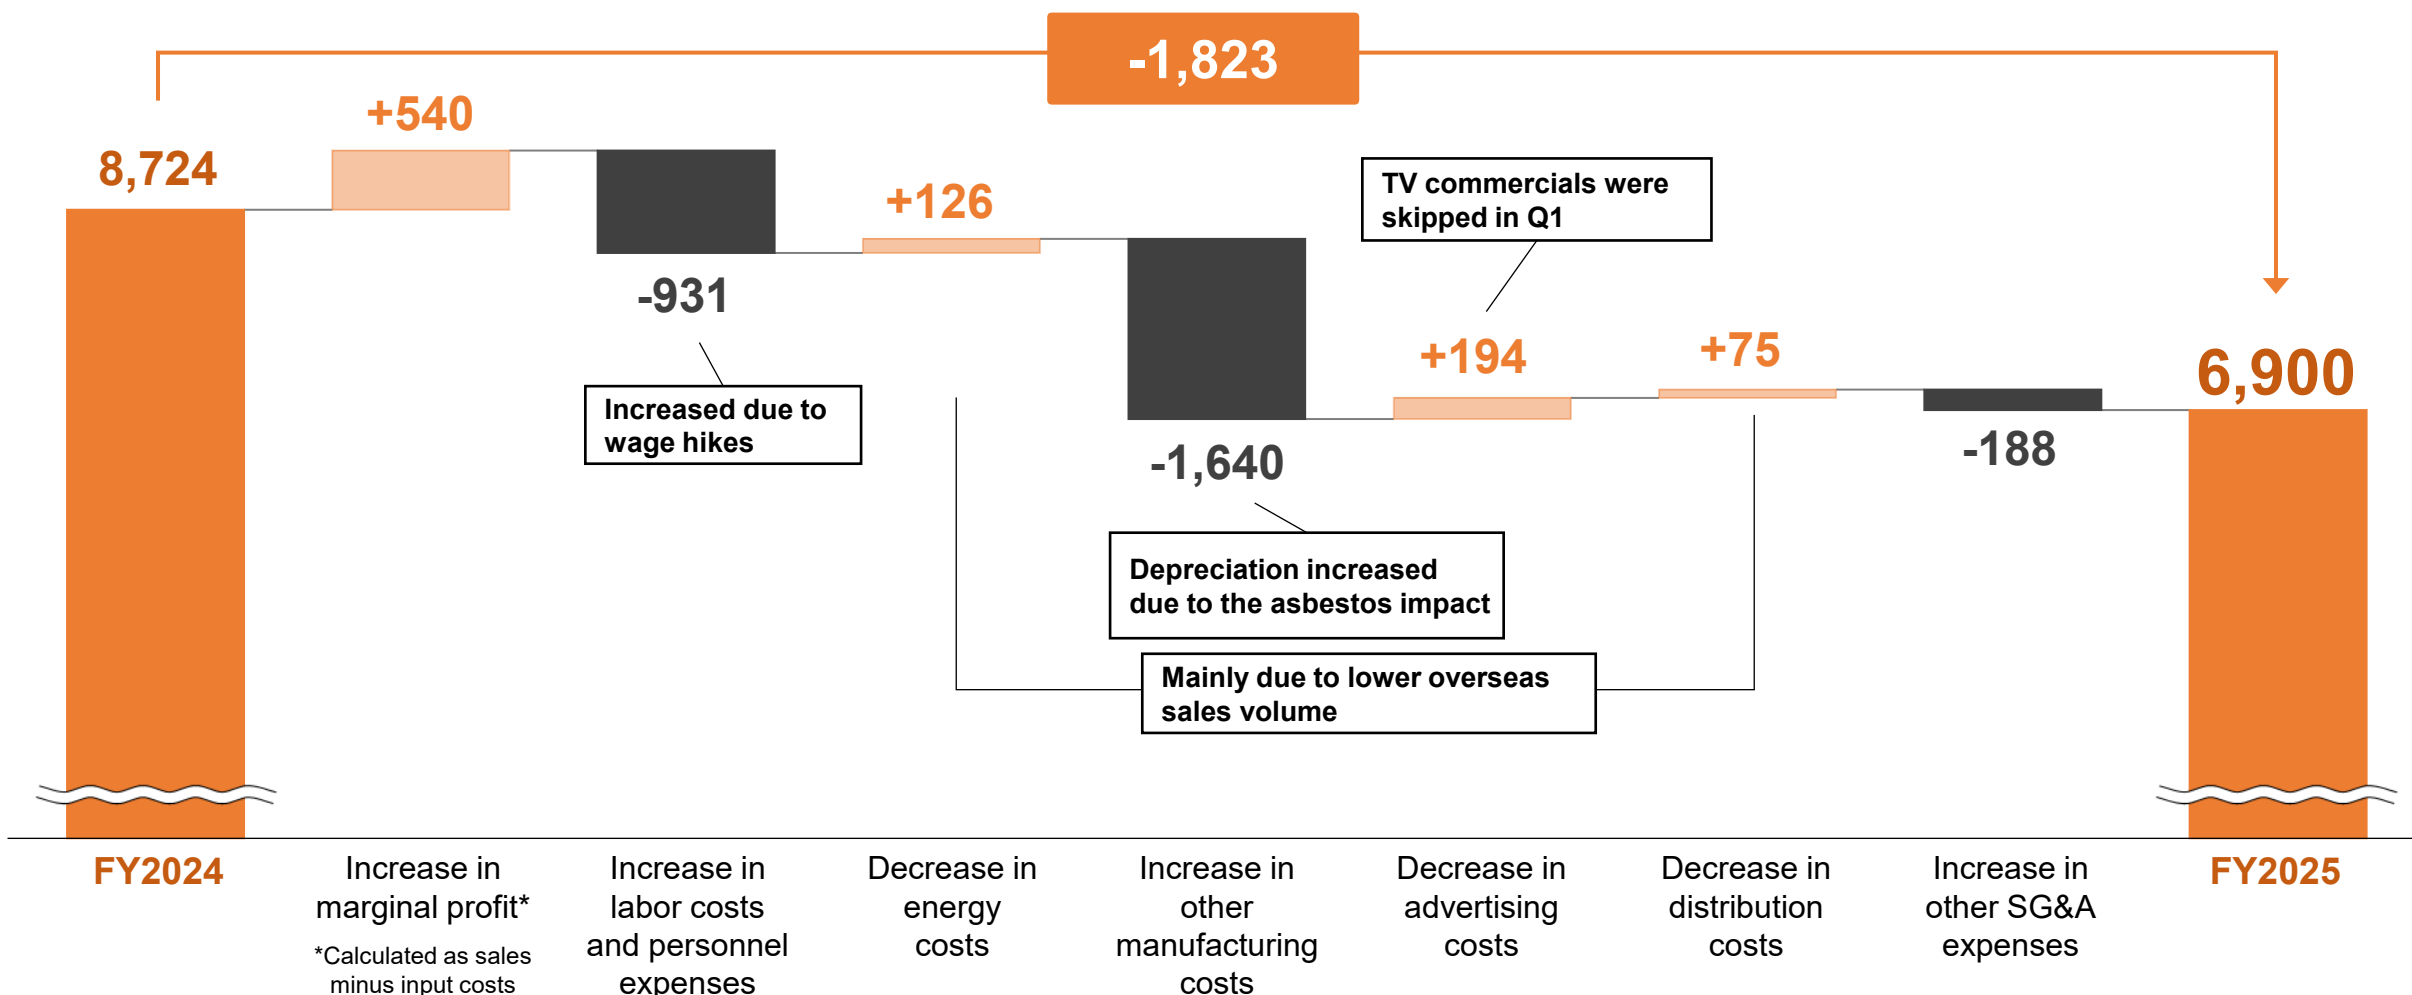 -1,823
8,724
+540
-931
+126
-1,640
+194
+75
-188
6,900
TV commercials were
skipped in Q1
Increased due to
wage hikes
Depreciation increased
due to the asbestos impact
Mainly due to lower overseas
sales volume
FY2024
Increase in
marginal profit*
*Calculated as sales
minus input costs
Increase in
labor costs
and personnel
expenses
Decrease in
energy
costs
Increase in
other
manufacturing
costs
Decrease in
advertising
costs
Decrease in
distribution
costs
Increase in
other SG&A
expenses
FY2025